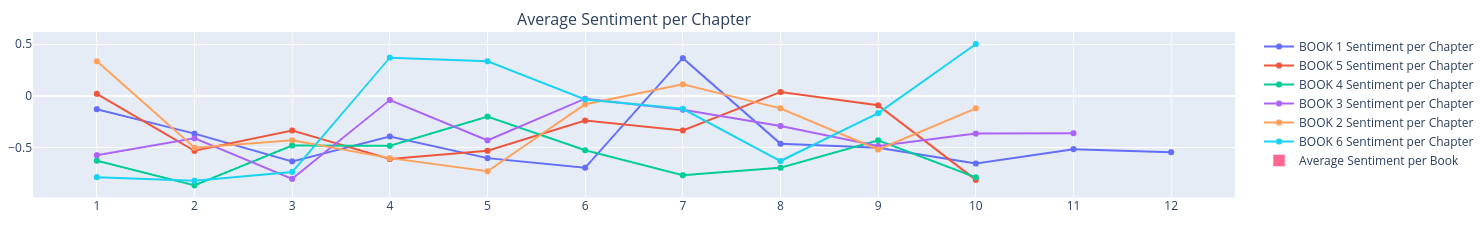 Average Sentiment per Chapter
0.5
0
−0.5
1 2 3 4 5 6 7 8 9 10 11 12
BOOK 1 Sentiment per Chapter
BOOK 5 Sentiment per Chapter
BOOK 4 Sentiment per Chapter
BOOK 3 Sentiment per Chapter
BOOK 2 Sentiment per Chapter
BOOK 6 Sentiment per Chapter
Average Sentiment per Book